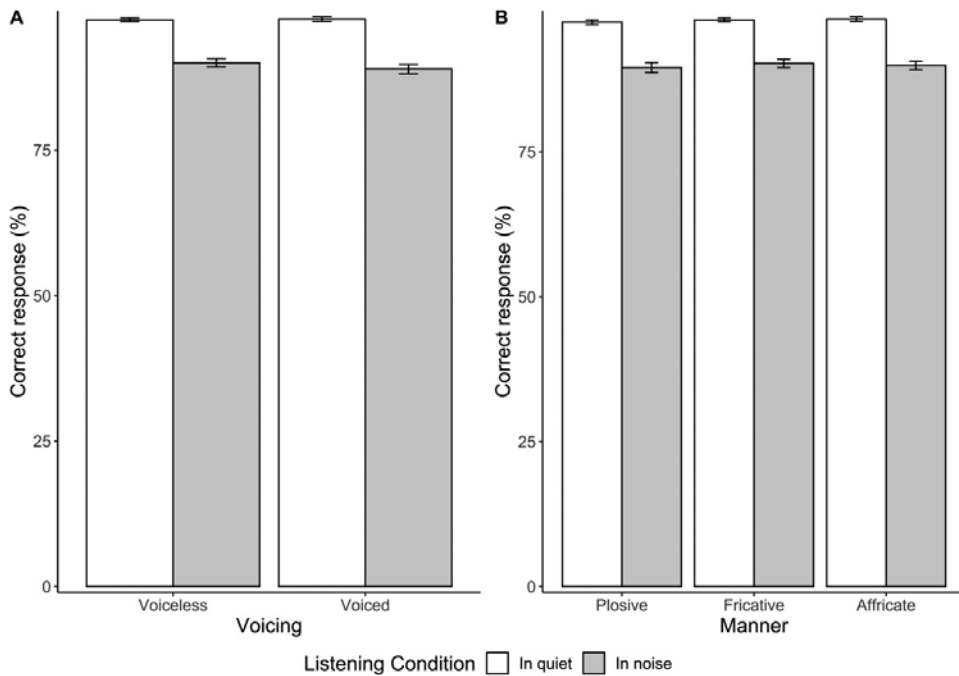 A
Correct response (%)
75
50
25
0
Voiceless
Voiced
Voicing
B
Correct response (%)
75
50
25
0
Plosive
Fricative
Affricate
Manner
Listening Condition In quiet In noise